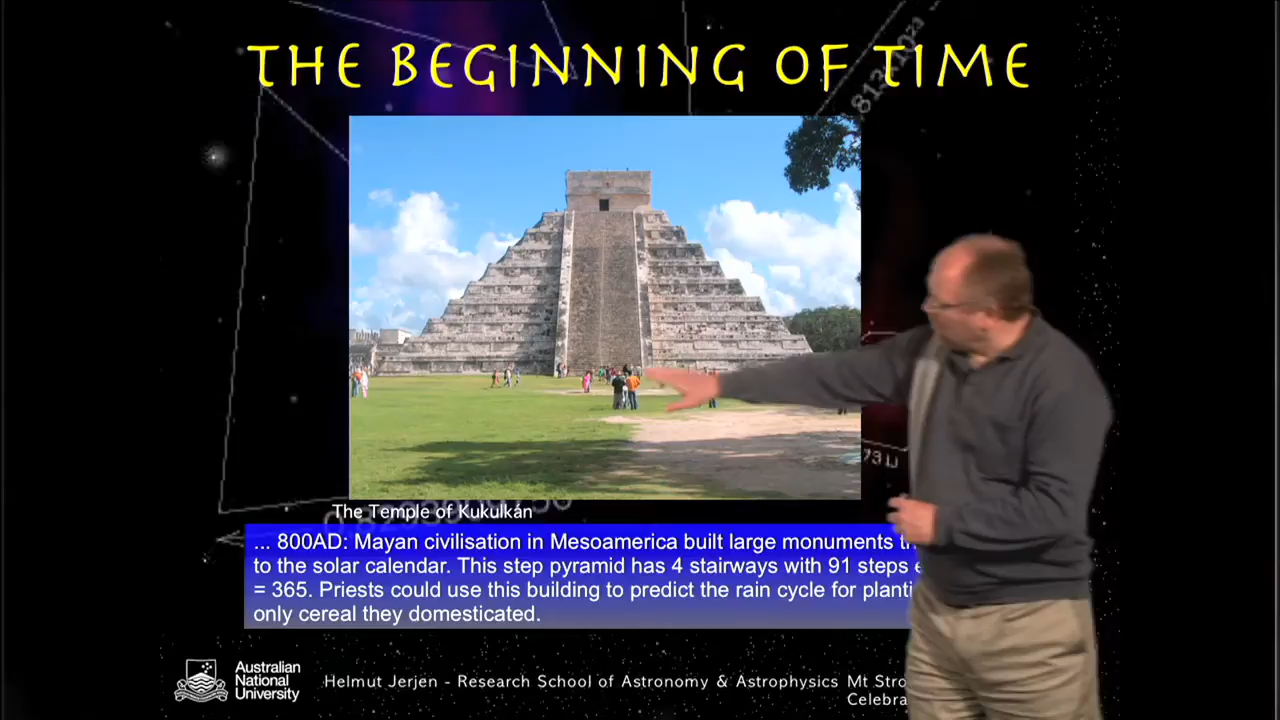 THE BEGINNING OF TIME
The Temple of Kukulkán
... 800AD: Mayan civilisation in Mesoamerica built large monuments
to the solar calendar. This step pyramid has 4 stairways with 91 steps
= 365. Priests could use this building to predict the rain cycle for
only cereal they domesticated.
Australian
National
University
Helmut Jerjen - Research School of Astronomy & Astrophysics Mt